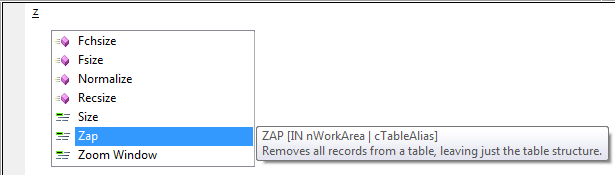 z
Fchsize
Fsize
Normalize
Recsize
Size
Zap
ZAP [IN nWorkArea | cTableAlias]
Removes all records from a table, leaving just the table structure.
Zoom Window